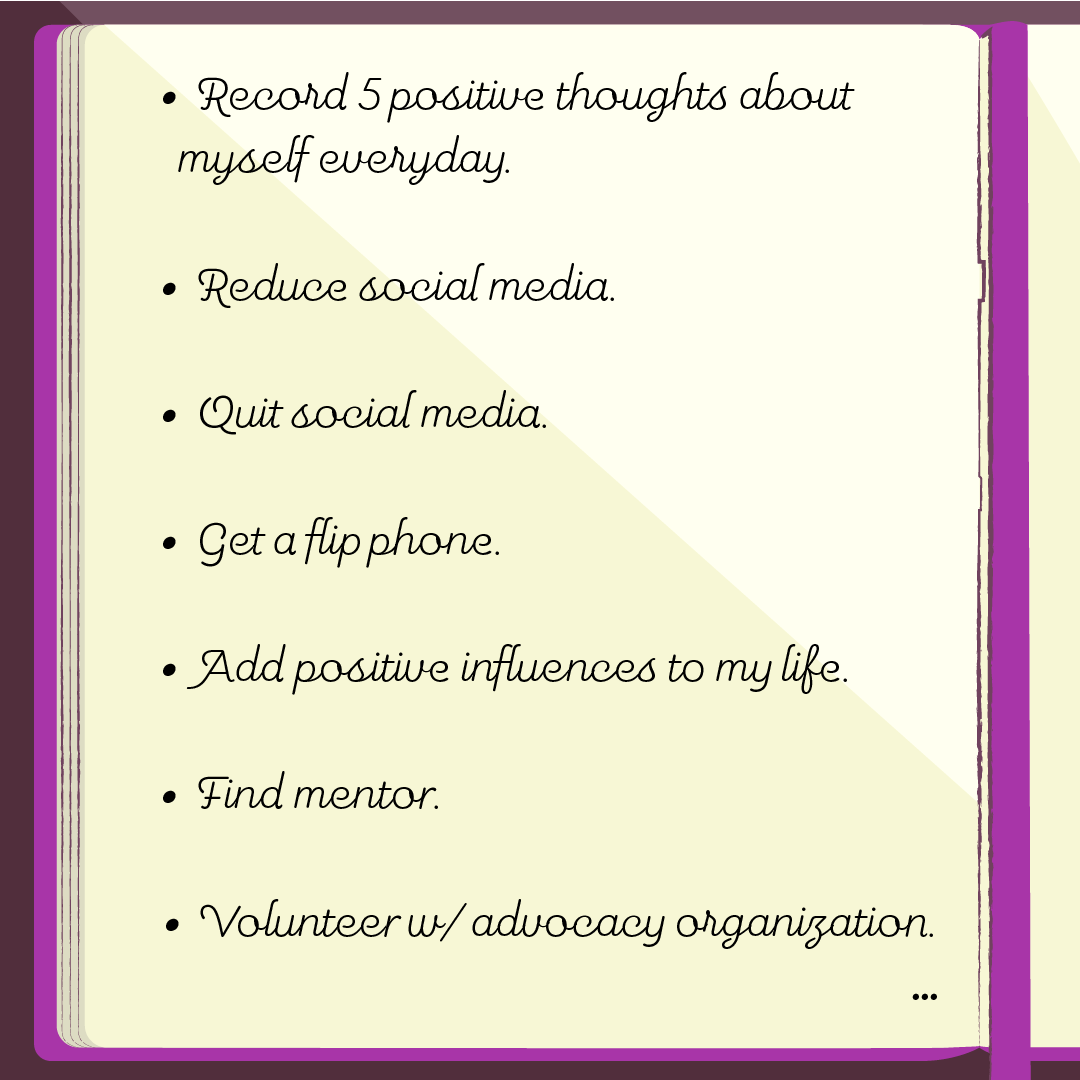 • Record 5 positive thoughts about
myself everyday.
• Reduce social media.
• Quit social media.
• Get a flip phone.
• Add positive influences to my life.
• Find mentor.
• Volunteer w/ advocacy organization.
...